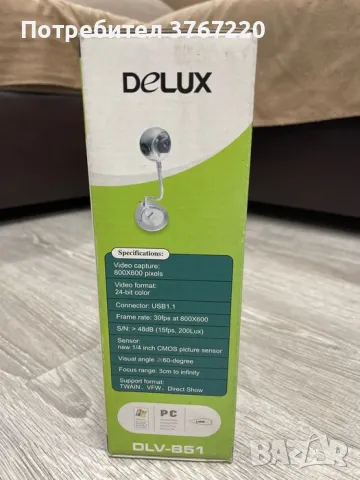 Потребител 3767220
DeLUX
Specifications:
Video capture:
600X600 pixels
Video format:
24-bit color
Connector: USB1.1
Frame rate: 30fps at 800X600
S/N: > 48dB (15fps, 200Lux)
Sensor:
new 1/4 inch CMOS picture sensor
Visual angle ≥60-degree
Focus range: 3cm to infinity
Support format:
TWAIN、VFW、Direct Show
PC
DLV-B51
bazar